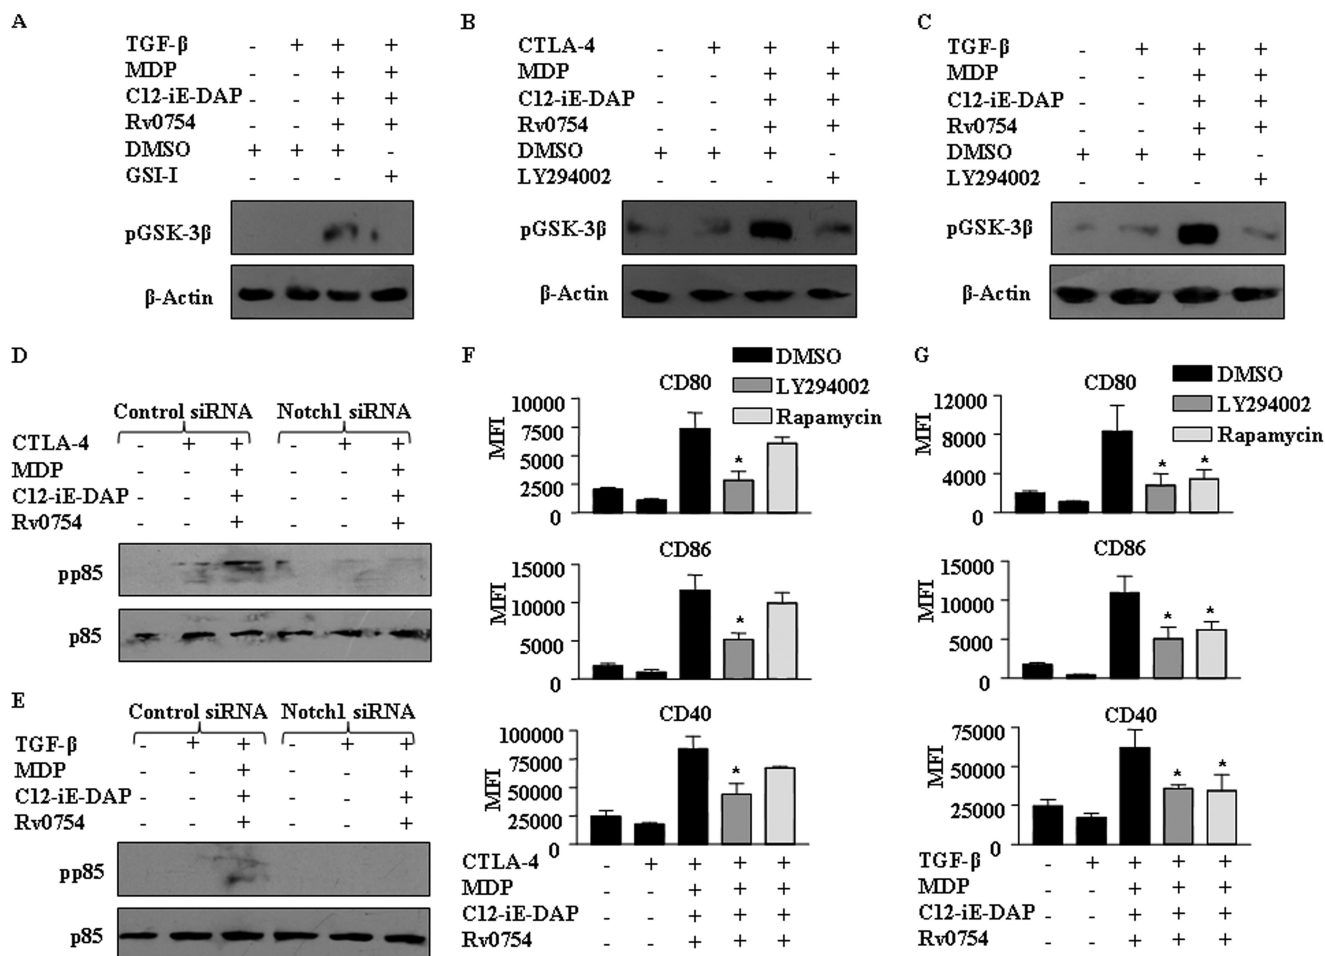 A
TGF-β - + + +
MDP - - + +
C12-iE-DAP - - + +
Rv0754 - - + +
DMSO + + + -
GSI-I - - - +
pGSK-3β
β-Actin
B
CTLA-4 - + + +
MDP - - + +
C12-iE-DAP - - + +
Rv0754 - - + +
DMSO + + + -
LY294002 - - - +
pGSK-3β
β-Actin
C
TGF-β - + + +
MDP - - + +
C12-iE-DAP - - + +
Rv0754 - - + +
DMSO + + + -
LY294002 - - - +
pGSK-3β
β-Actin
D
Control siRNA Notch1 siRNA
CTLA-4 - + + - + +
MDP - - + - - +
C12-iE-DAP - - + - - +
Rv0754 - - + - - +
pp85
p85
E
Control siRNA Notch1 siRNA
TGF-β - + + - + +
MDP - - + - - +
C12-iE-DAP - - + - - +
Rv0754 - - + - - +
pp85
p85
F
DMSO
LY294002
Rapamycin
CD80
MFI
10000
7500
5000
2500
0
*
CD86
MFI
15000
10000
5000
0
*
CD40
MFI
100000
75000
50000
25000
0
*
CTLA-4 - + + + +
MDP - - + + +
C12-iE-DAP - - + + +
Rv0754 - - + + +
G
DMSO
LY294002
Rapamycin
CD80
MFI
12000
8000
4000
0
* *
CD86
MFI
15000
10000
5000
0
* *
CD40
MFI
75000
50000
25000
0
* *
TGF-β - + + + +
MDP - - + + +
C12-iE-DAP - - + + +
Rv0754 - - + + +